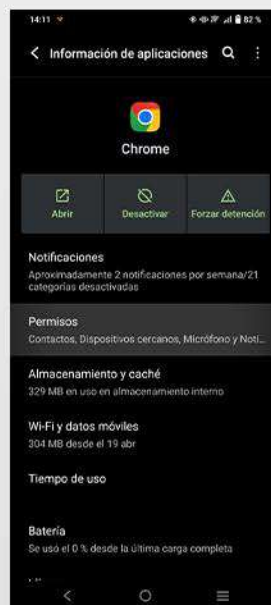 14:11
82 %
Información de aplicaciones
Chrome
Abrir
Desactivar
Forzar detención
Notificaciones
Aproximadamente 2 notificaciones por semana/21
categorías desactivadas
Permisos
Contactos, Dispositivos cercanos, Micrófono y Noti...
Almacenamiento y caché
329 MB en uso en almacenamiento interno
Wi-Fi y datos móviles
304 MB desde el 19 abr
Tiempo de uso
Batería
Se usó el 0 % desde la última carga completa